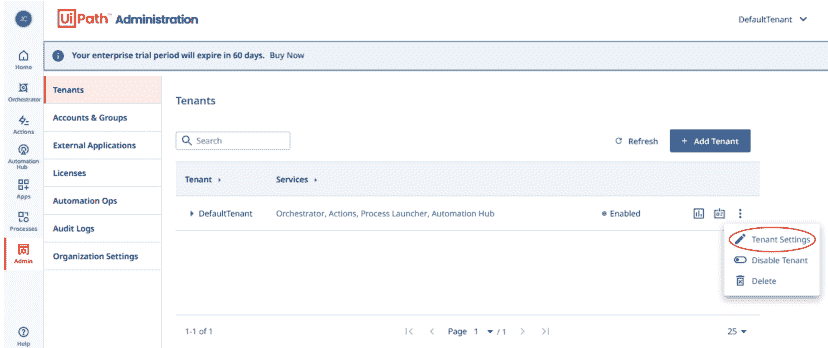 JC
UiPath™ Administration
DefaultTenant
Your enterprise trial period will expire in 60 days. Buy Now
Home
Orchestrator
Actions
Automation
Hub
Apps
Processes
Admin
Help
Tenants
Accounts & Groups
External Applications
Licenses
Automation Ops
Audit Logs
Organization Settings
Tenants
Search
Refresh
+ Add Tenant
Tenant
Services
DefaultTenant
Orchestrator, Actions, Process Launcher, Automation Hub
Enabled
Tenant Settings
Disable Tenant
Delete
1-1 of 1
Page 1 / 1
25